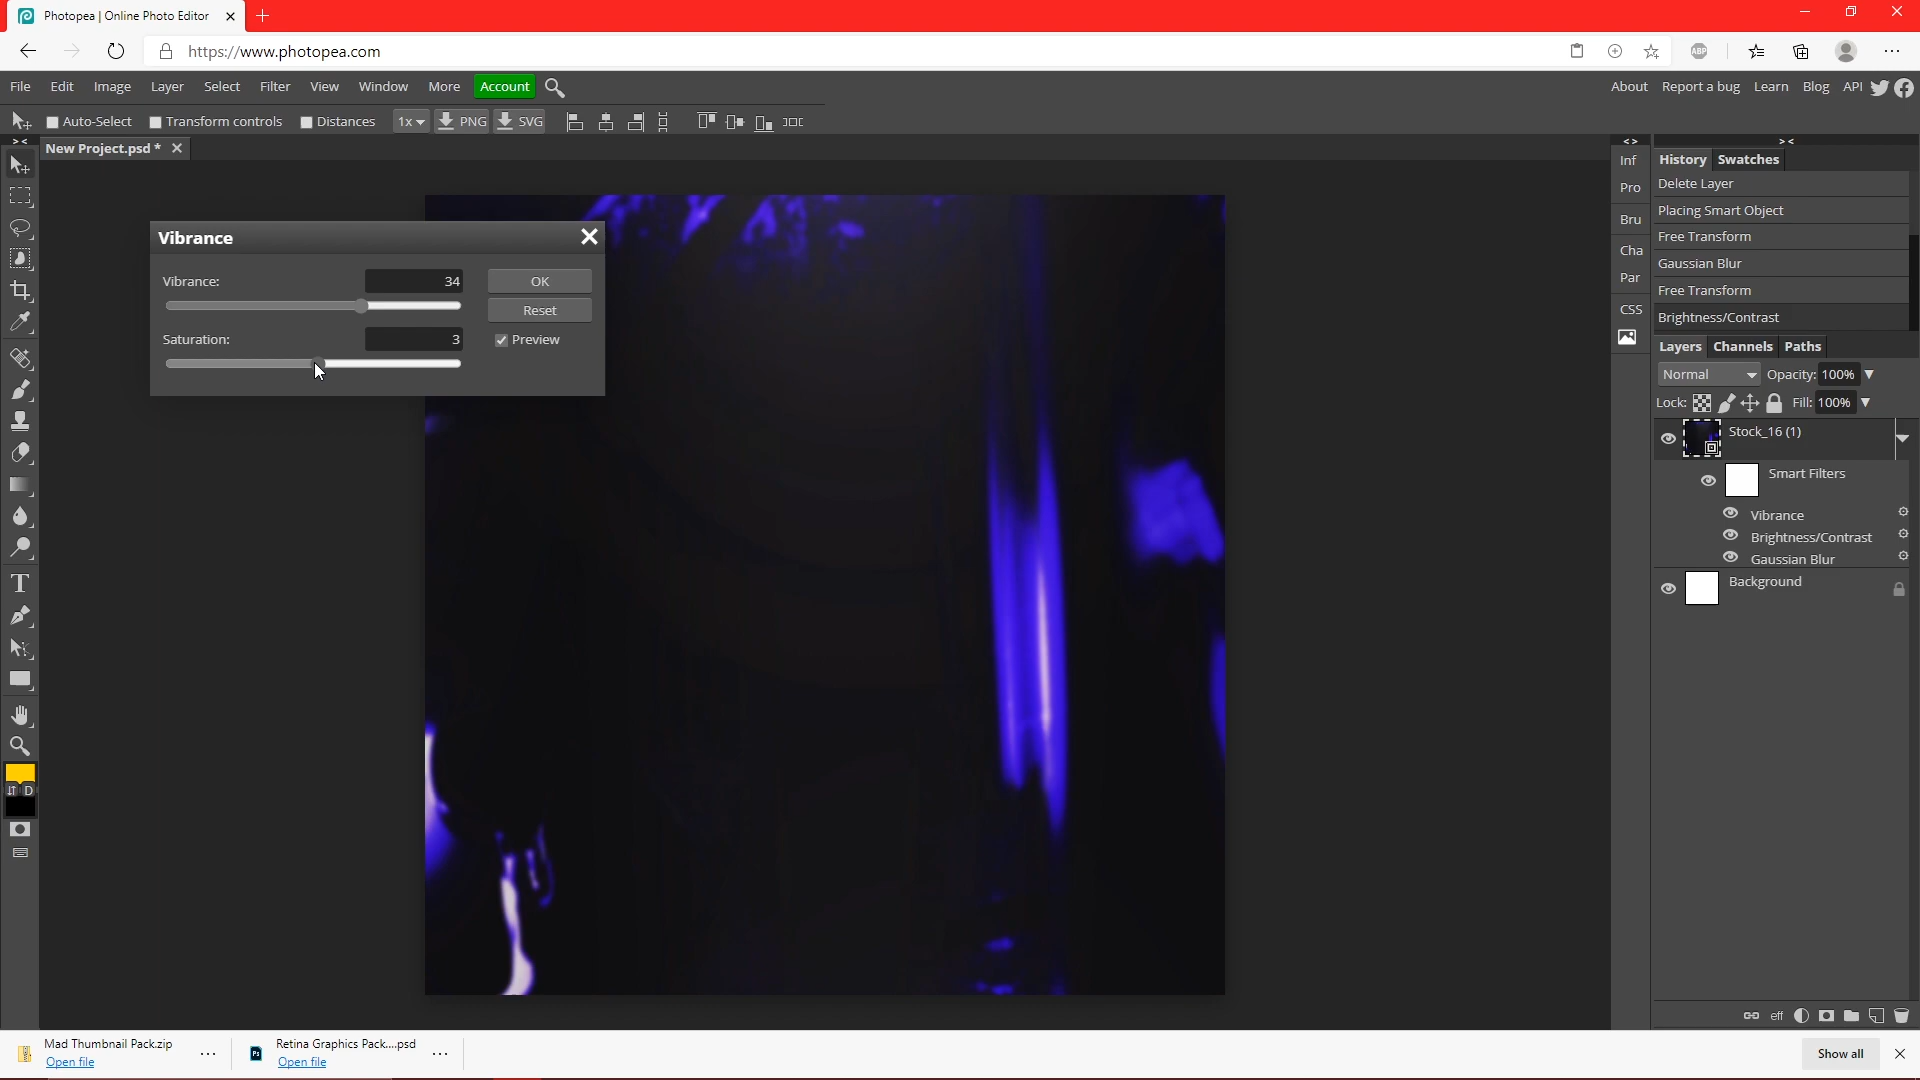 Photopea | Online Photo Editor
https://www.photopea.com
ABP
File Edit Image Layer Select Filter View Window More Account
About Report a bug Learn Blog API
Auto-Select Transform controls Distances 1x PNG SVG
New Project.psd *
Vibrance
Vibrance: 34 OK
Reset
Saturation: 3 Preview
T
D
Inf
Pro
Bru
Cha
Par
CSS
History Swatches
Delete Layer
Placing Smart Object
Free Transform
Gaussian Blur
Free Transform
Brightness/Contrast
Layers Channels Paths
Normal Opacity: 100%
Lock: Fill: 100%
Stock_16 (1)
Smart Filters
Vibrance
Brightness/Contrast
Gaussian Blur
Background
eff
Mad Thumbnail Pack.zip
Open file
Ps
Retina Graphics Pack....psd
Open file
Show all